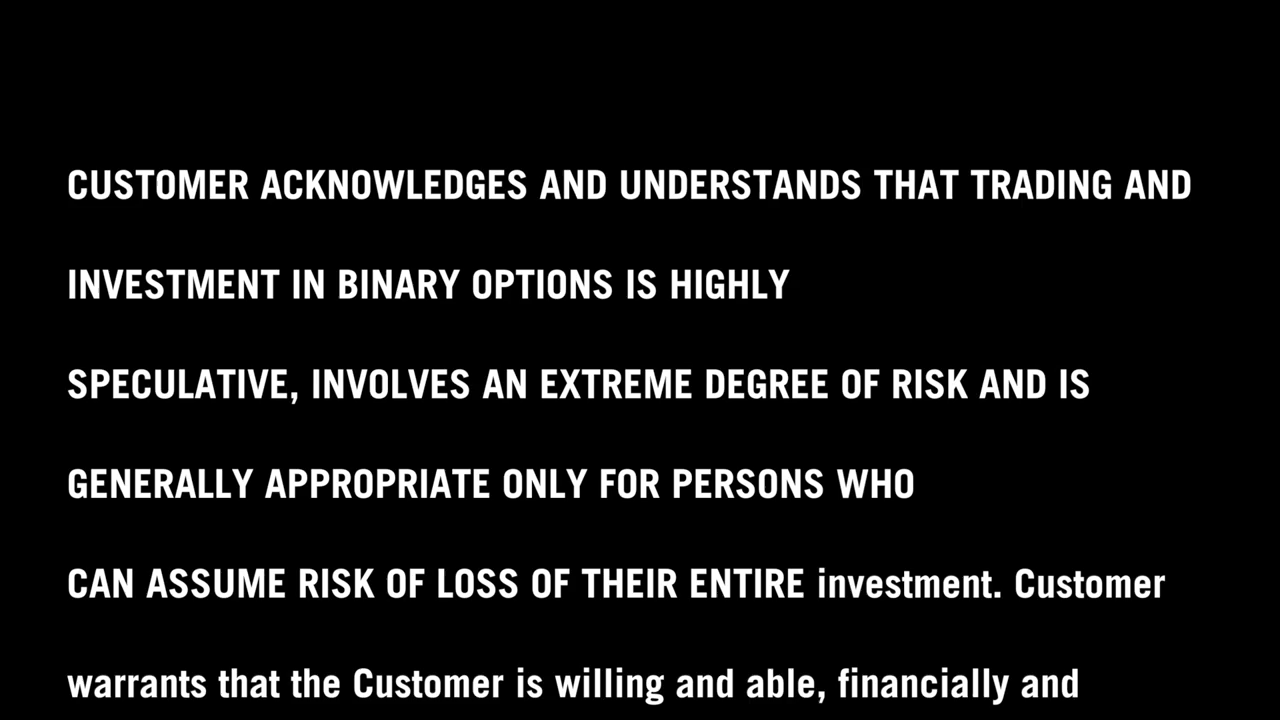 CUSTOMER ACKNOWLEDGES AND UNDERSTANDS THAT TRADING AND
INVESTMENT IN BINARY OPTIONS IS HIGHLY
SPECULATIVE, INVOLVES AN EXTREME DEGREE OF RISK AND IS
GENERALLY APPROPRIATE ONLY FOR PERSONS WHO
CAN ASSUME RISK OF LOSS OF THEIR ENTIRE investment. Customer
warrants that the Customer is willing and able, financially and